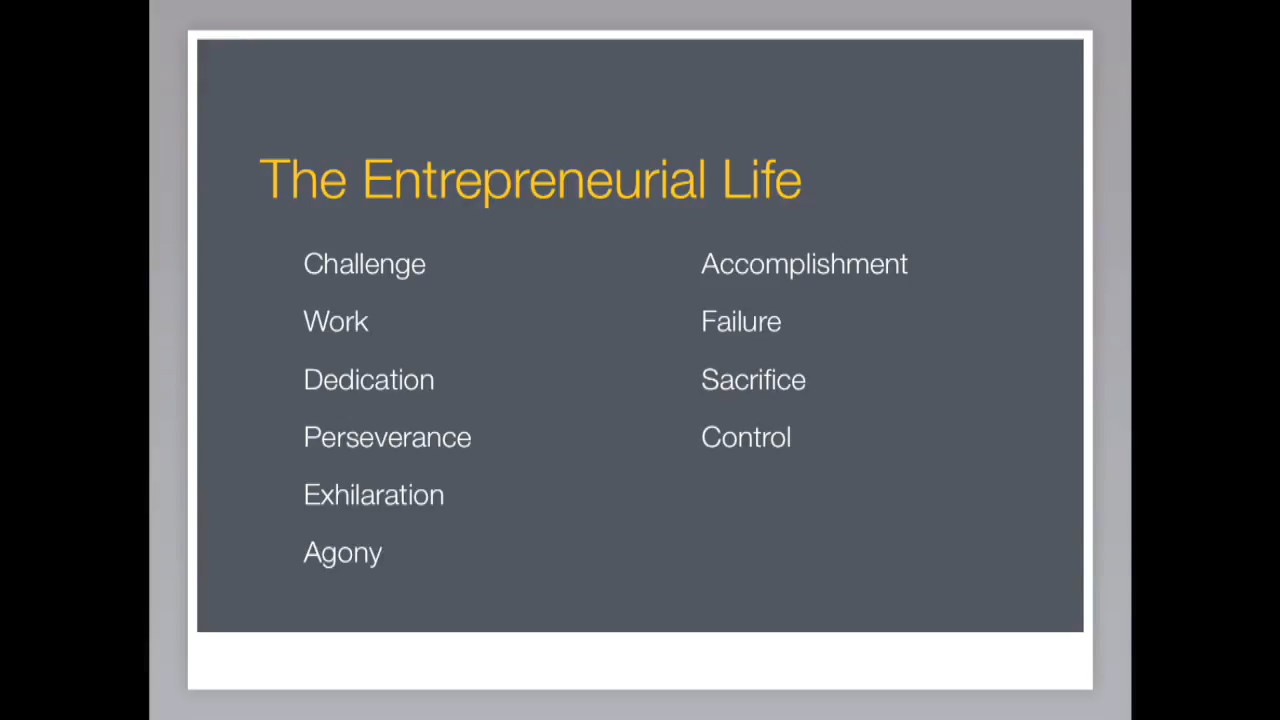 The Entrepreneurial Life
Challenge
Work
Dedication
Perseverance
Exhilaration
Agony
Accomplishment
Failure
Sacrifice
Control